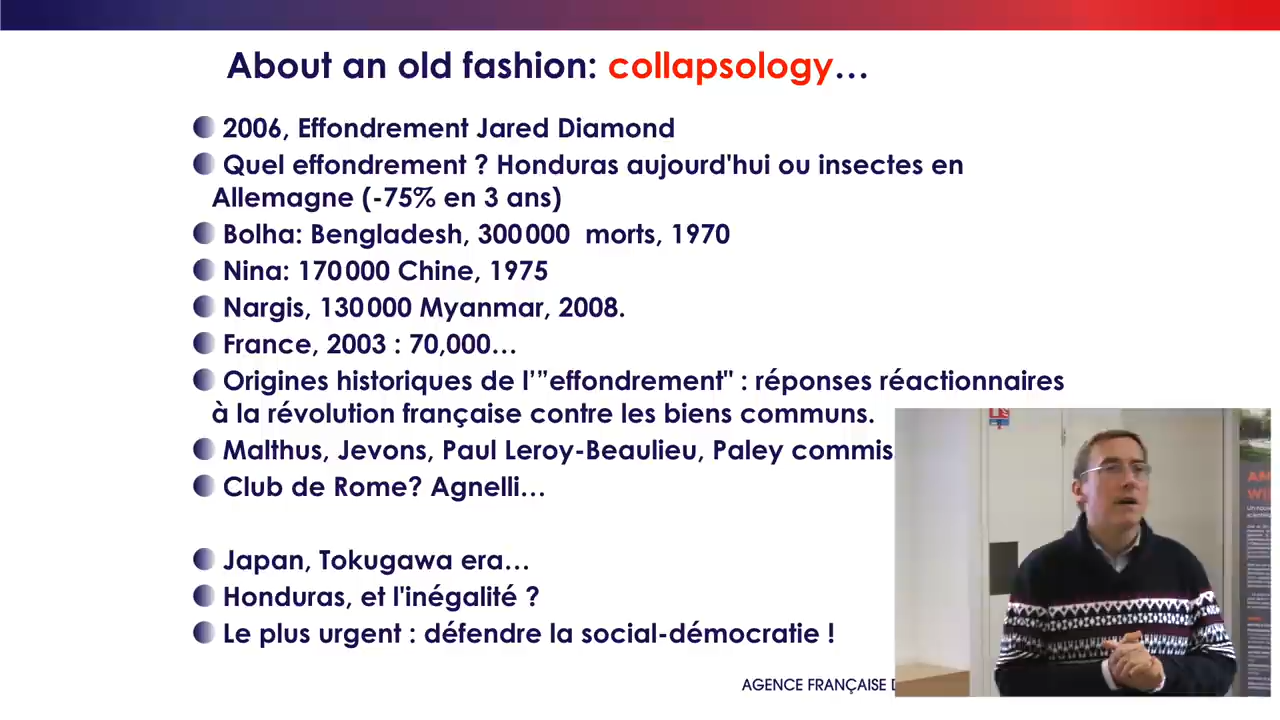 About an old fashion: collapsology…
2006, Effondrement Jared Diamond
Quel effondrement ? Honduras aujourd'hui ou insectes en
Allemagne (-75% en 3 ans)
Bolha: Bengladesh, 300 000 morts, 1970
Nina: 170 000 Chine, 1975
Nargis, 130 000 Myanmar, 2008.
France, 2003 : 70,000…
Origines historiques de l'"effondrement" : réponses réactionnaires
à la révolution française contre les biens communs.
Malthus, Jevons, Paul Leroy-Beaulieu, Paley commis
Club de Rome? Agnelli…
Japan, Tokugawa era…
Honduras, et l'inégalité ?
Le plus urgent : défendre la social-démocratie !
AGENCE FRANÇAISE